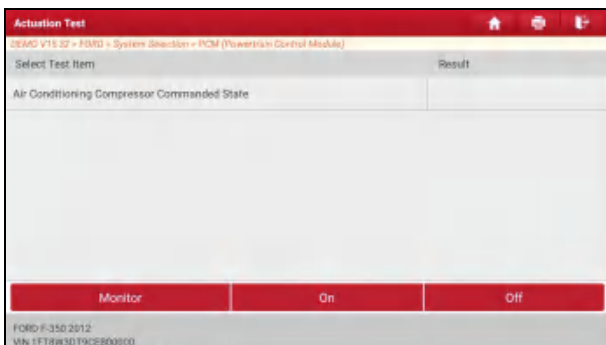 Actuation Test
DEMO V15.32 > FORD > System Selection > PCM (Powertrain Control Module)
Select Test Item Result
Air Conditioning Compressor Commanded State
Monitor On Off
FORD F-350 2012
VIN